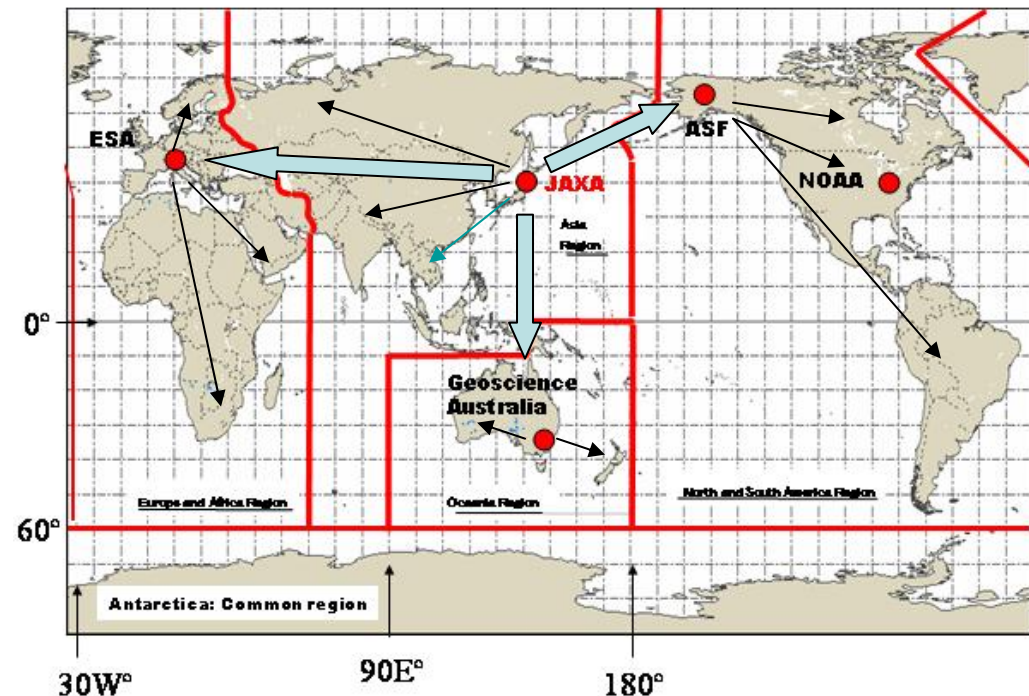 ESA
ASF
NOAA
JAXA
Asia
Region
0°
Geoscience
Australia
Europe and Africa Region
Oceania Region
North and South America Region
60°
Antarctica: Common region
30W°
90E°
180°